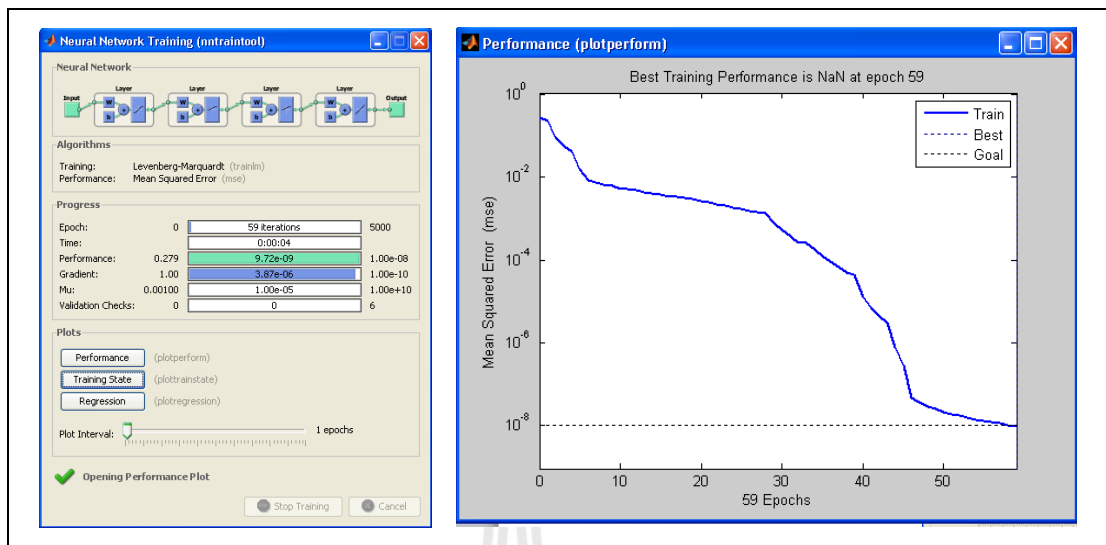 Neural Network Training (nntraintool)
Neural Network
Layer Layer Layer Layer
Input W b W b W b W b Output
Algorithms
Training: Levenberg-Marquardt (trainlm)
Performance: Mean Squared Error (mse)
Progress
Epoch: 0 59 iterations 5000
Time: 0:00:04
Performance: 0.279 9.72e-09 1.00e-08
Gradient: 1.00 3.87e-06 1.00e-10
Mu: 0.00100 1.00e-05 1.00e+10
Validation Checks: 0 0 6
Plots
Performance (plotperform)
Training State (plottrainstate)
Regression (plotregression)
Plot Interval: 1 epochs
Opening Performance Plot
Stop Training Cancel
Performance (plotperform)
Best Training Performance is NaN at epoch 59
Mean Squared Error (mse)
10^0
10^-2
10^-4
10^-6
10^-8
Train
Best
Goal
0 10 20 30 40 50
59 Epochs